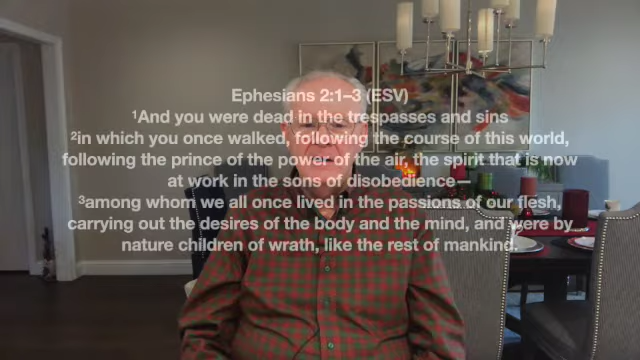 Ephesians 2:1–3 (ESV)
¹And you were dead in the trespasses and sins
²in which you once walked, following the course of this world,
following the prince of the power of the air, the spirit that is now
at work in the sons of disobedience
³among whom we all once lived in the passions of our flesh,
carrying out the desires of the body and the mind, and were by
nature children of wrath, like the rest of mankind.